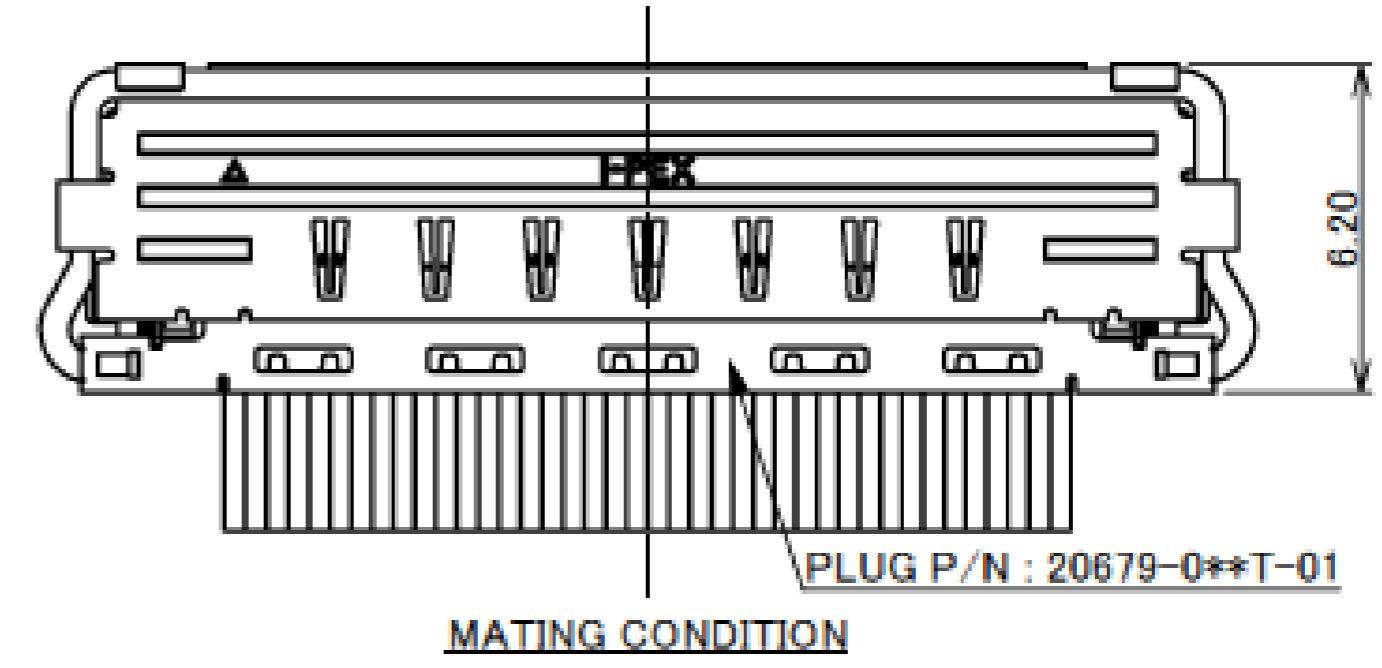 I-PEX
6.20
PLUG P/N : 20679-0**T-01
MATING CONDITION